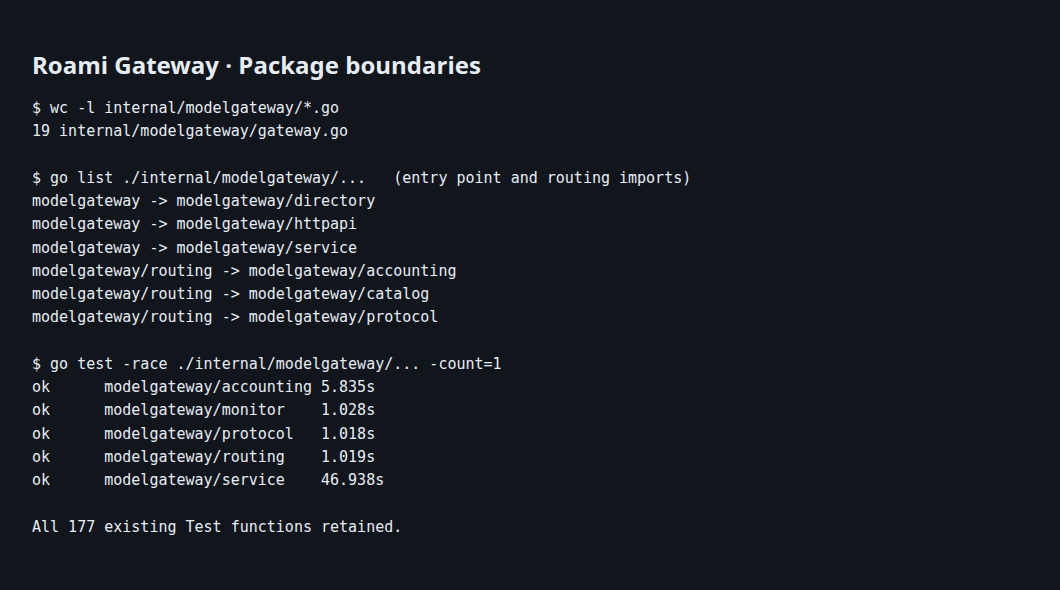 Roami Gateway · Package boundaries
$ wc -l internal/modelgateway/*.go
19 internal/modelgateway/gateway.go
$ go list ./internal/modelgateway/...   (entry point and routing imports)
modelgateway -> modelgateway/directory
modelgateway -> modelgateway/httpapi
modelgateway -> modelgateway/service
modelgateway/routing -> modelgateway/accounting
modelgateway/routing -> modelgateway/catalog
modelgateway/routing -> modelgateway/protocol
$ go test -race ./internal/modelgateway/... -count=1
ok      modelgateway/accounting 5.835s
ok      modelgateway/monitor    1.028s
ok      modelgateway/protocol   1.018s
ok      modelgateway/routing    1.019s
ok      modelgateway/service    46.938s
All 177 existing Test functions retained.